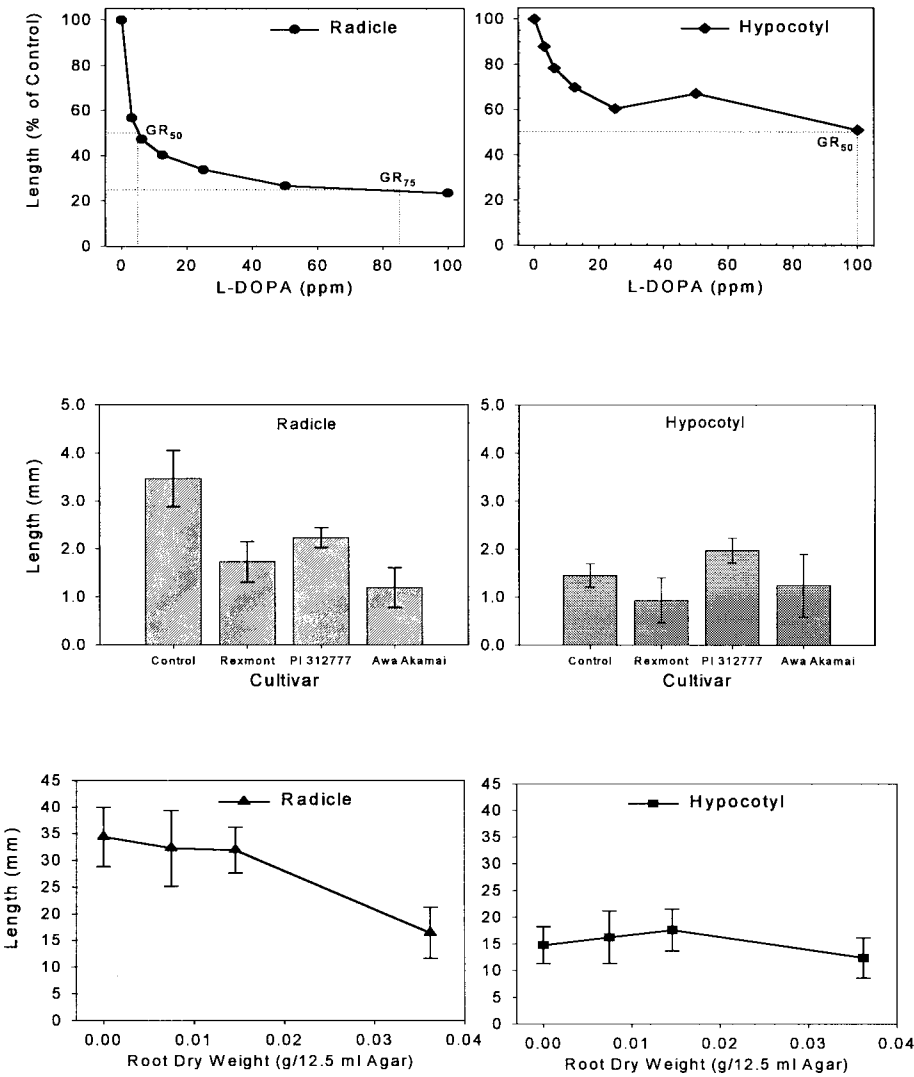 Length (% of Control)
100
80
60
40
20
0
Radicle
GR50
GR75
0 20 40 60 80 100
L-DOPA (ppm)
100
80
60
40
20
0
Hypocotyl
GR50
0 20 40 60 80 100
L-DOPA (ppm)
Length (mm)
5.0
4.0
3.0
2.0
1.0
0.0
Radicle
Control Rexmont PI 312777 Awa Akamai
Cultivar
5.0
4.0
3.0
2.0
1.0
0.0
Hypocotyl
Control Rexmont PI 312777 Awa Akamai
Cultivar
Length (mm)
45
40
35
30
25
20
15
10
5
0
Radicle
0.00 0.01 0.02 0.03 0.04
Root Dry Weight (g/12.5 ml Agar)
45
40
35
30
25
20
15
10
5
0
Hypocotyl
0.00 0.01 0.02 0.03 0.04
Root Dry Weight (g/12.5 ml Agar)